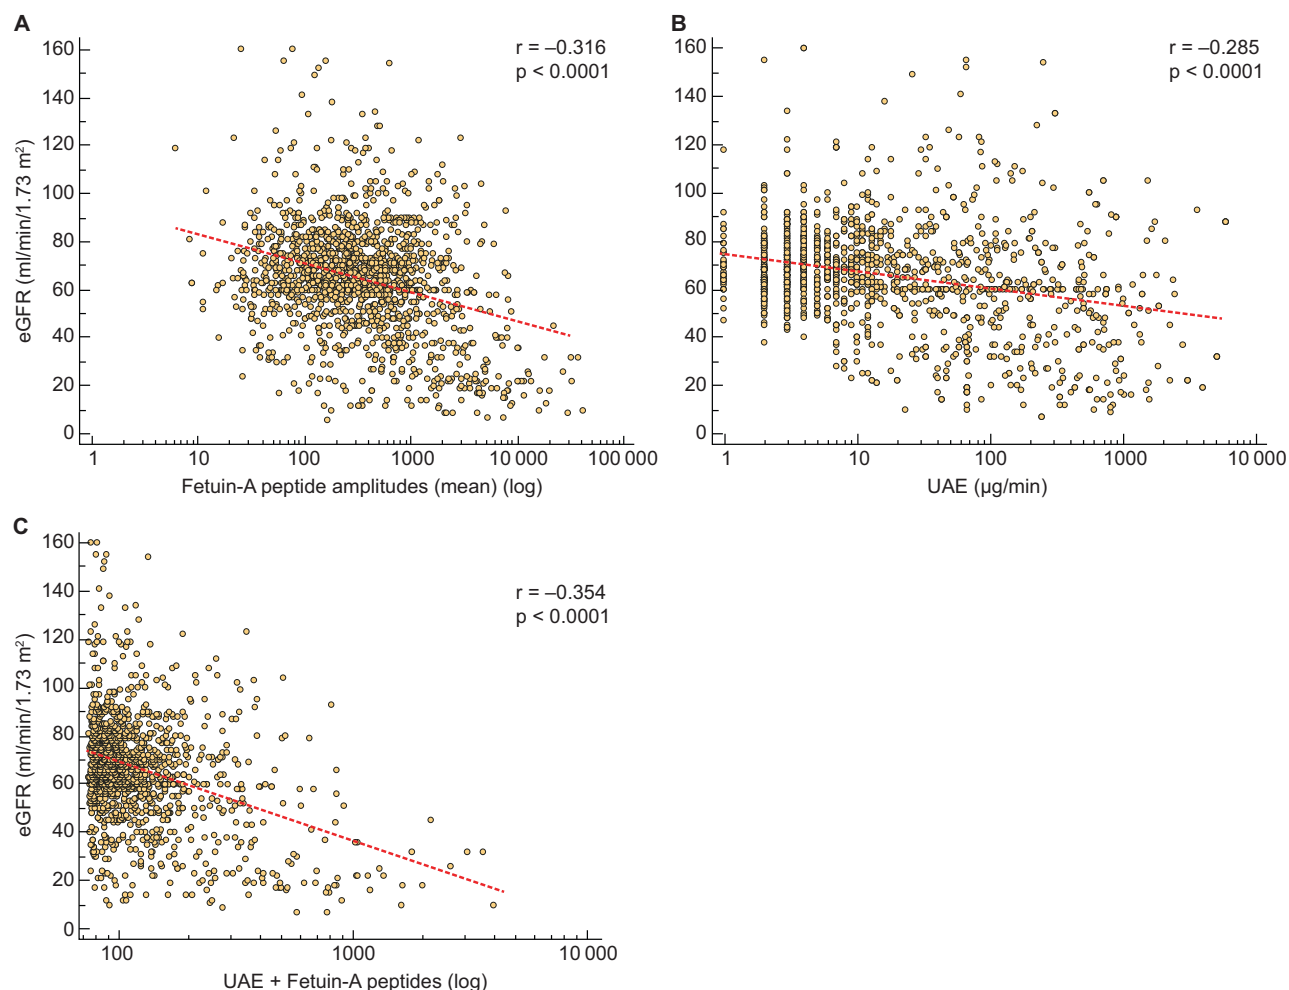 A
r = –0.316
p < 0.0001
eGFR (ml/min/1.73 m²)
160
140
120
100
80
60
40
20
0
1 10 100 1000 10 000 100 000
Fetuin-A peptide amplitudes (mean) (log)
B
r = –0.285
p < 0.0001
160
140
120
100
80
60
40
20
0
1 10 100 1000 10 000
UAE (µg/min)
C
r = –0.354
p < 0.0001
eGFR (ml/min/1.73 m²)
160
140
120
100
80
60
40
20
0
100 1000 10 000
UAE + Fetuin-A peptides (log)